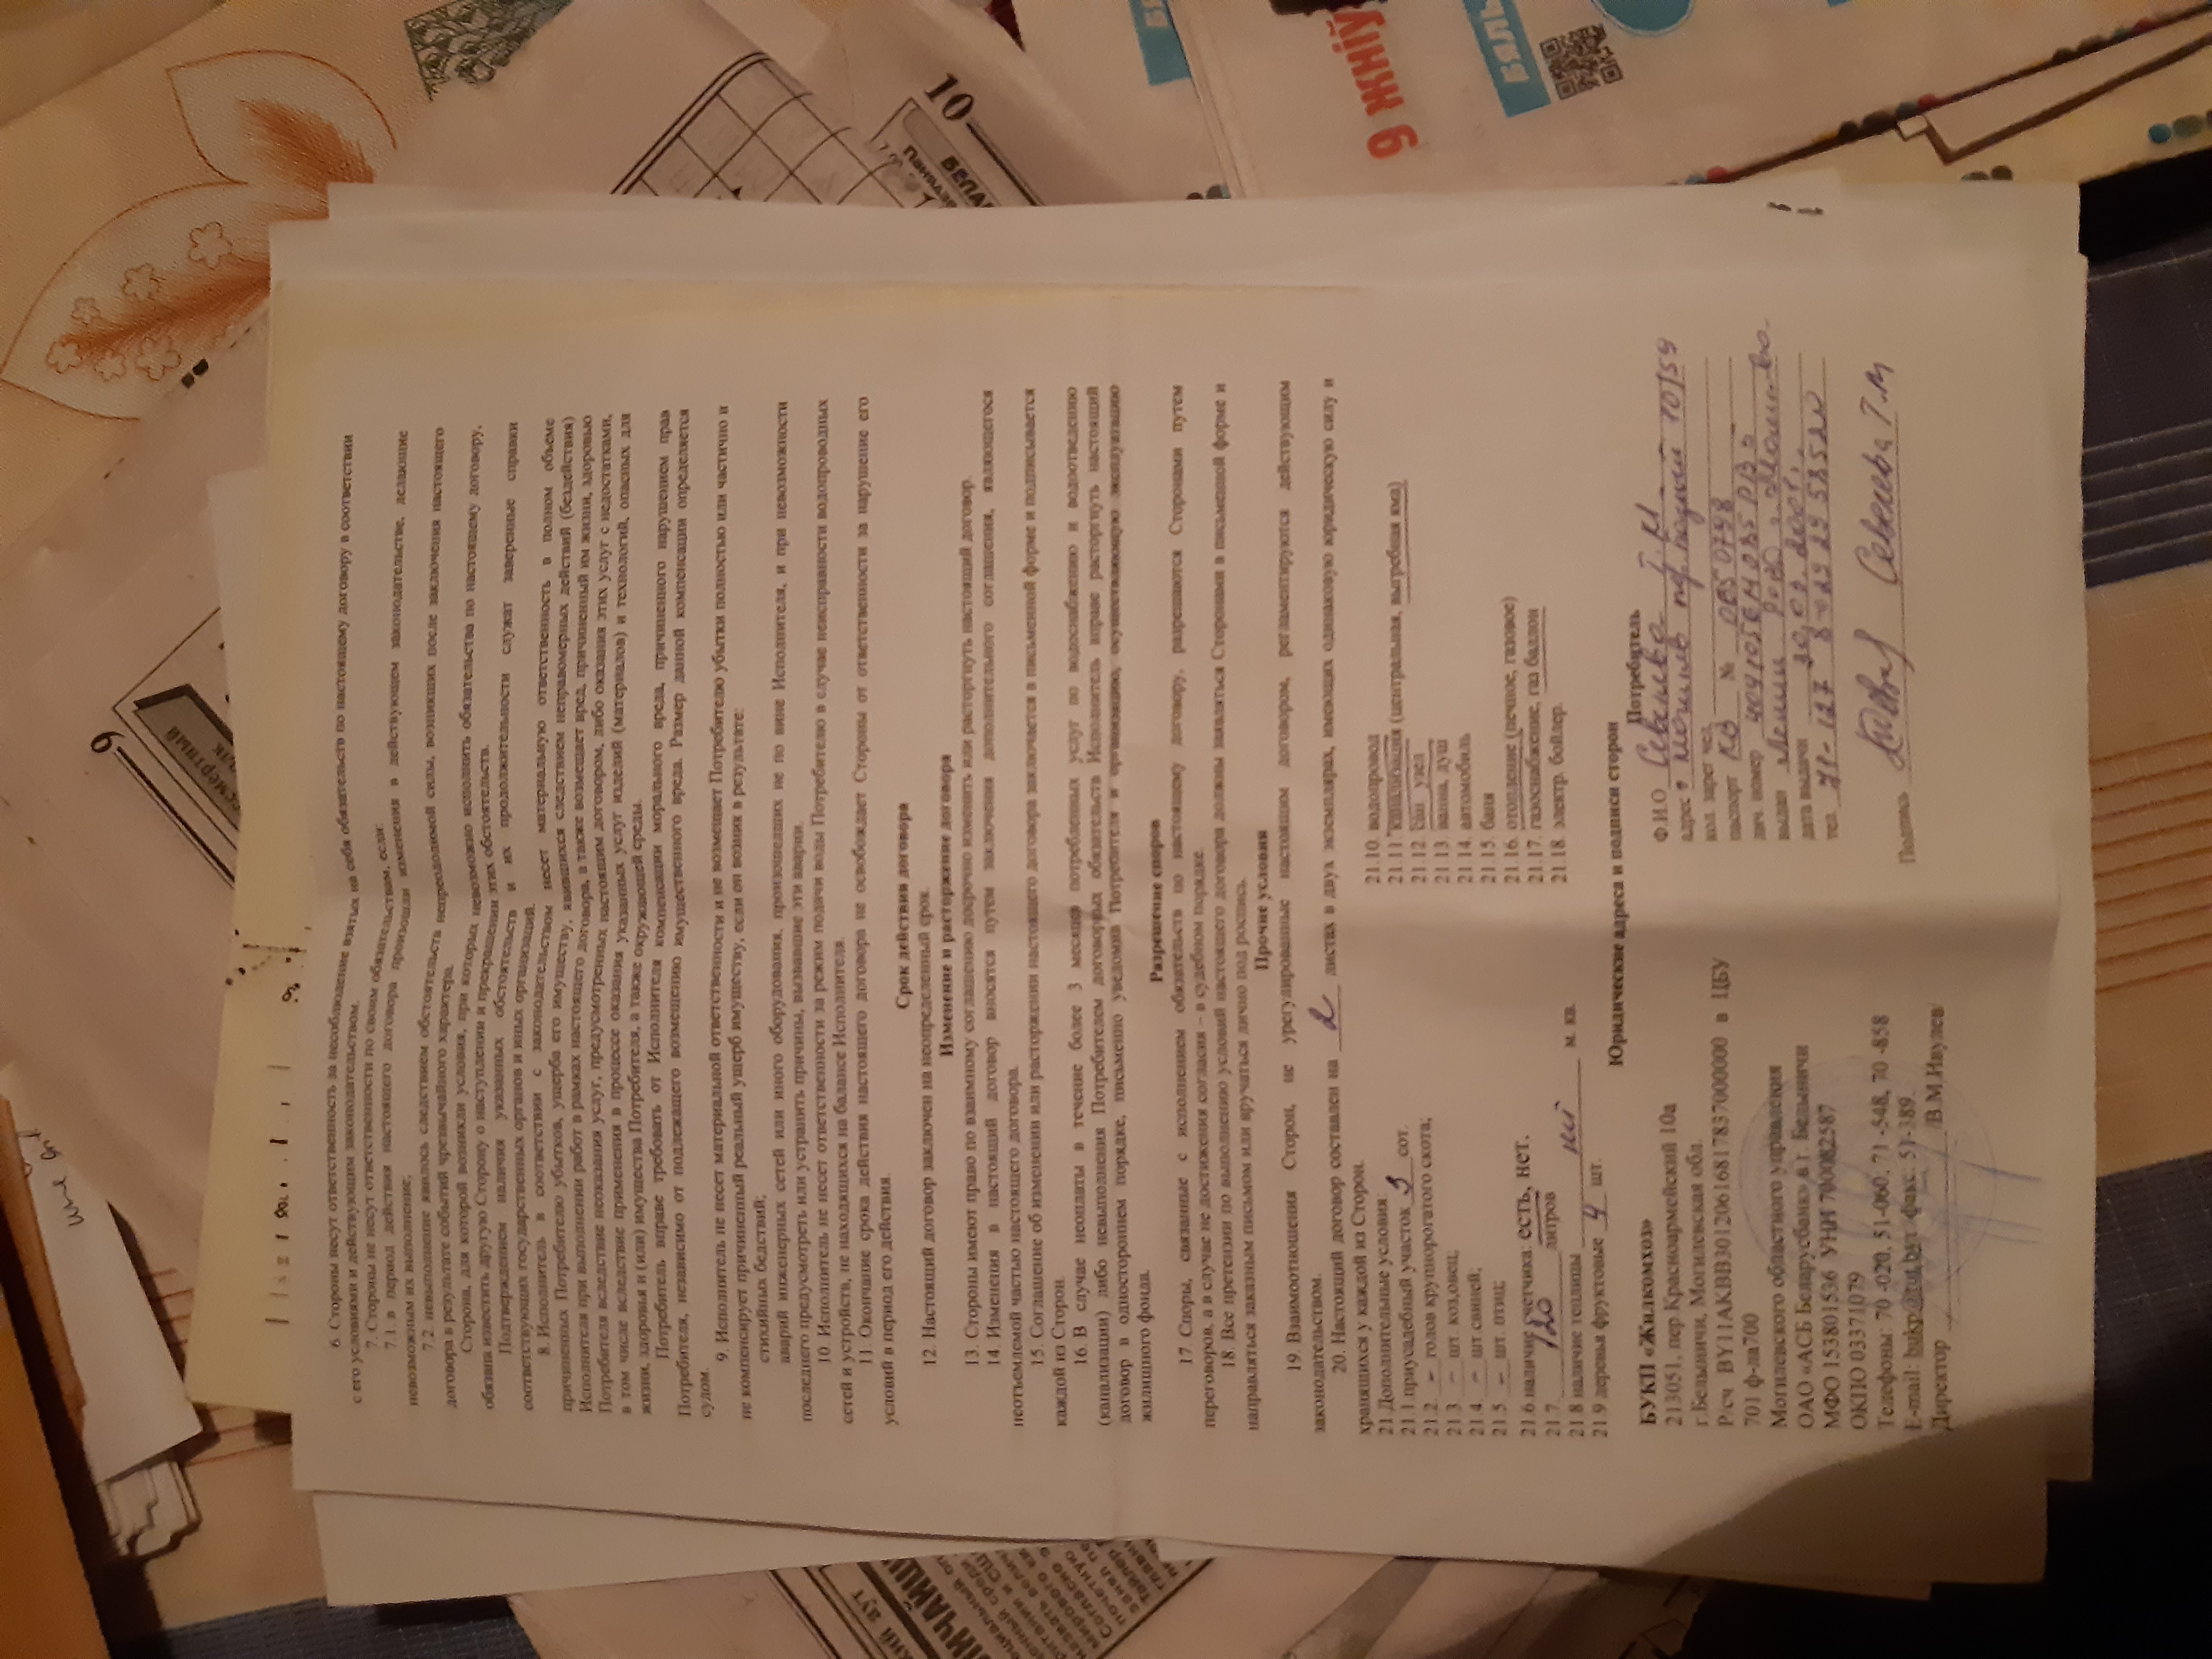 6. Стороны несут ответственность за несоблюдение взятых на себя обязательств по настоящему договору в соответствии
с его условиями и действующим законодательством.
7. Стороны не несут ответственности по своим обязательствам, если:
7.1. в период действия настоящего договора произошли изменения в действующем законодательстве, делающие
невозможным их выполнение;
7.2. невыполнение явилось следствием обстоятельств непреодолимой силы, возникших после заключения настоящего
договора в результате событий чрезвычайного характера.
Сторона, для которой возникли условия, при которых невозможно исполнить обязательства по настоящему договору,
обязана известить другую Сторону о наступлении и прекращении этих обстоятельств.
Подтверждением наличия указанных обстоятельств и их продолжительности служат заверенные справки
соответствующих государственных органов и иных организаций.
8. Исполнитель в соответствии с законодательством несет материальную ответственность в полном объеме
причиненных Потребителю убытков, ущерба его имуществу, явившихся следствием неправомерных действий (бездействия)
Исполнителя при выполнении работ в рамках настоящего договора, а также возмещает вред, причиненный им жизни, здоровью
Потребителя вследствие неоказания услуг, предусмотренных настоящим договором, либо оказания этих услуг с недостатками,
в том числе вследствие применения в процессе оказания указанных услуг изделий (материалов) и технологий, опасных для
жизни, здоровья и (или) имущества Потребителя, а также окружающей среды.
Потребитель вправе требовать от Исполнителя компенсации морального вреда, причиненного нарушением прав
Потребителя, независимо от подлежащего возмещению имущественного вреда. Размер данной компенсации определяется
судом.
9. Исполнитель не несет материальной ответственности и не возмещает Потребителю убытки полностью или частично и
не компенсирует причиненный реальный ущерб имуществу, если он возник в результате:
стихийных бедствий;
аварий инженерных сетей или иного оборудования, произошедших не по вине Исполнителя, и при невозможности
последнего предусмотреть или устранить причины, вызвавшие эти аварии.
10 Исполнитель не несет ответственности за режим подачи воды Потребителю в случае неисправности водопроводных
сетей и устройств, не находящихся на балансе Исполнителя.
11. Окончание срока действия настоящего договора не освобождает Стороны от ответственности за нарушение его
условий в период его действия.
Срок действия договора
12. Настоящий договор заключен на неопределенный срок.
Изменение и расторжение договора
13. Стороны имеют право по взаимному соглашению досрочно изменить или расторгнуть настоящий договор.
14. Изменения в настоящий договор вносятся путем заключения дополнительного соглашения, являющегося
неотъемлемой частью настоящего договора.
15. Соглашение об изменении или расторжении настоящего договора заключается в письменной форме и подписывается
каждой из Сторон.
16. В случае неоплаты в течение более 3 месяцев потребленных услуг по водоснабжению и водоотведению
(канализации) либо невыполнения Потребителем договорных обязательств Исполнитель вправе расторгнуть настоящий
договор в одностороннем порядке, письменно уведомив Потребителя и организацию, осуществляющую эксплуатацию
жилищного фонда.
Разрешение споров
17. Споры, связанные с исполнением обязательств по настоящему договору, разрешаются Сторонами путем
переговоров, а в случае не достижения согласия – в судебном порядке.
18. Все претензии по выполнению условий настоящего договора должны заявляться Сторонами в письменной форме и
направляться заказным письмом или вручаться лично под роспись.
Прочие условия
19. Взаимоотношения Сторон, не урегулированные настоящим договором, регламентируются действующим
законодательством.
20. Настоящий договор составлен на 2 листах в двух экземплярах, имеющих одинаковую юридическую силу и
хранящихся у каждой из Сторон.
21 Дополнительные условия:
21.1.приусадебный участок 3 сот.
21.2. – голов крупнорогатого скота;
21.3 – шт колодовец;
21.4. – шт свиней;
21.5 – шт. птиц;
21.6 наличие счетчика: есть, нет.
21.7 120 литров
21.8 наличие теплицы м. кв.
21.9 деревья фруктовые 4 шт.
21.10. водопровод
21.11 канализация (центральная, выгребная яма)
21.12. сан. узел
21.13. ванна, душ
21.14. автомобиль
21.15. баня
21.16. отопление (печное, газовое)
21.17. газоснабжение, газ баллон
21.18. электр. бойлер.
Юридические адреса и подписи сторон
БУКП «Жилкомхоз»
213051, пер Красноармейский 10а
г.Белыничи, Могилевская обл.
Р/сч BY11AKBB30120616817837000000 в ЦБУ
701 ф-ла700
Могилевского областного управления
ОАО «АСБ Беларусбанк» в г. Белыничи
МФО 153801536 УНН 700082587
ОКПО 03371079
Телефоны: 70 -020, 51-060, 71 -548, 70 -858
E-mail: bukp@tut.by факс 51-389.
Директор /В.М.Ивулев/
Потребитель
Ф.И.О
адрес г Могилев 10/59
кол. зарег чел.
паспорт КВ №
лич. номер
выдан
дата выдачи
тел.
Подпись
9 ЖНІЎ
10
9